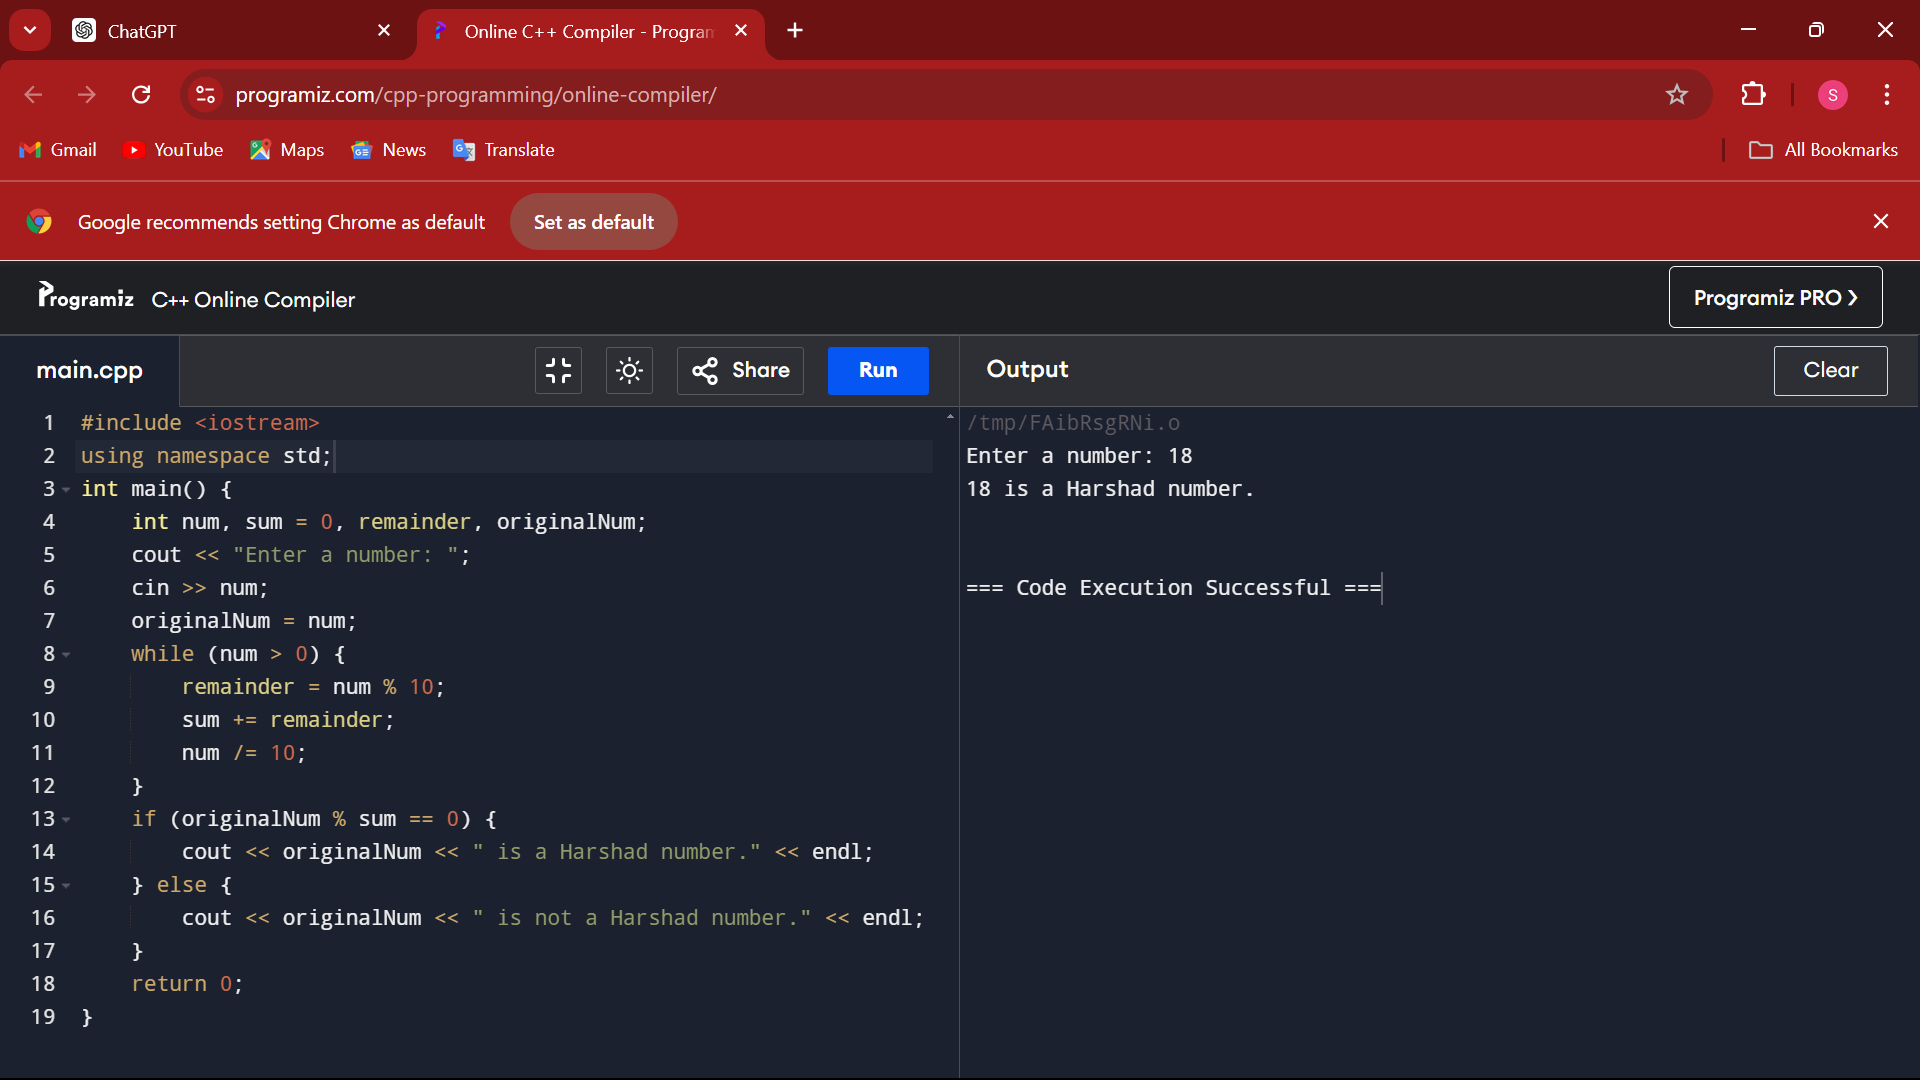 ChatGPT
Online C++ Compiler - Program
programiz.com/cpp-programming/online-compiler/
S
Gmail YouTube Maps News Translate All Bookmarks
Google recommends setting Chrome as default Set as default
Programiz C++ Online Compiler Programiz PRO ❯
main.cpp Share Run Output Clear
1 #include <iostream>
2 using namespace std;
3 int main() {
4     int num, sum = 0, remainder, originalNum;
5     cout << "Enter a number: ";
6     cin >> num;
7     originalNum = num;
8     while (num > 0) {
9         remainder = num % 10;
10         sum += remainder;
11         num /= 10;
12     }
13     if (originalNum % sum == 0) {
14         cout << originalNum << " is a Harshad number." << endl;
15     } else {
16         cout << originalNum << " is not a Harshad number." << endl;
17     }
18     return 0;
19 }
/tmp/FAibRsgRNi.o
Enter a number: 18
18 is a Harshad number.
=== Code Execution Successful ===